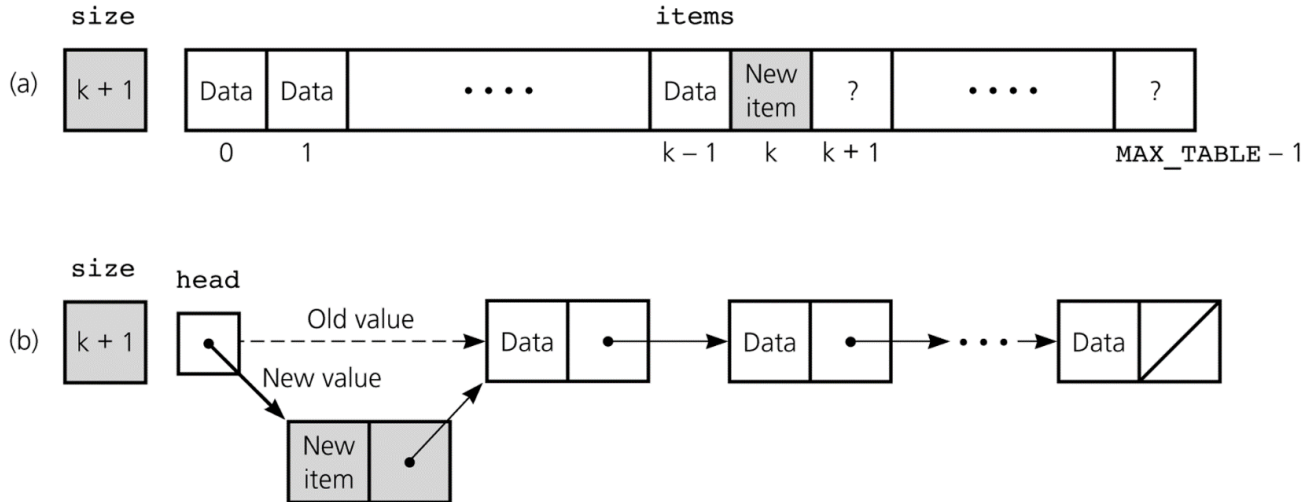 size items
(a) k + 1 Data Data •••• Data New item ? •••• ?
0 1 k – 1 k k + 1 MAX_TABLE – 1
size
head
(b) k + 1 Old value Data Data ••• Data
New value
New
item